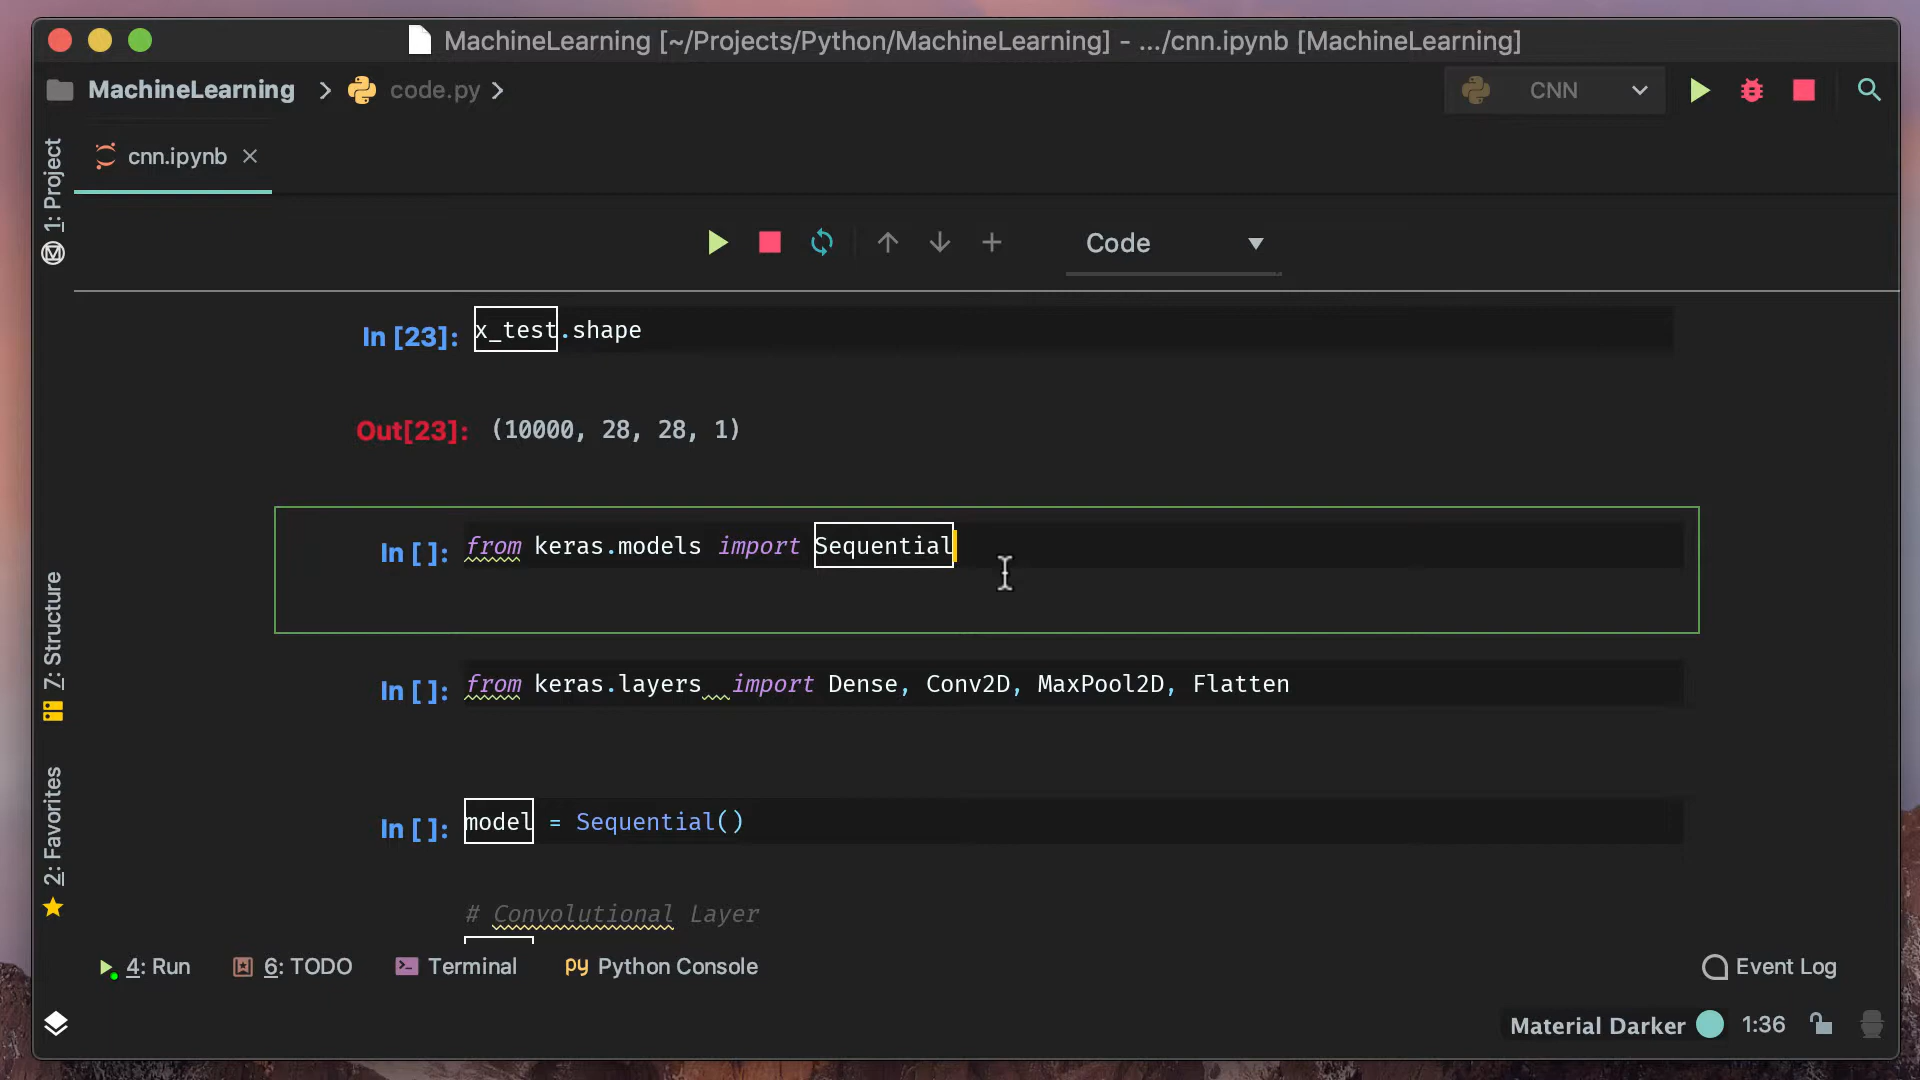 MachineLearning [~/Projects/Python/MachineLearning] - .../cnn.ipynb [MachineLearning]
MachineLearning > code.py >
CNN
cnn.ipynb ×
1: Project
Code
In [23]: x_test.shape
Out[23]: (10000, 28, 28, 1)
In [ ]: from keras.models import Sequential
In [ ]: from keras.layers  import Dense, Conv2D, MaxPool2D, Flatten
7: Structure
In [ ]: model = Sequential()
2: Favorites
# Convolutional Layer
4: Run 6: TODO Terminal Python Console Event Log
Material Darker 1:36